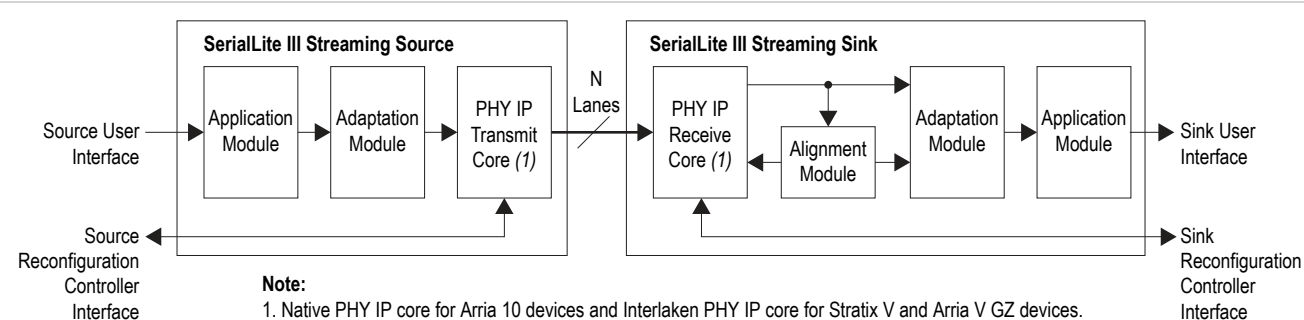 SerialLite III Streaming Source
SerialLite III Streaming Sink
Source User
Interface
Application
Module
Adaptation
Module
PHY IP
Transmit
Core (1)
N
Lanes
PHY IP
Receive
Core (1)
Alignment
Module
Adaptation
Module
Application
Module
Sink User
Interface
Source
Reconfiguration
Controller
Interface
Sink
Reconfiguration
Controller
Interface
Note:
1. Native PHY IP core for Arria 10 devices and Interlaken PHY IP core for Stratix V and Arria V GZ devices.